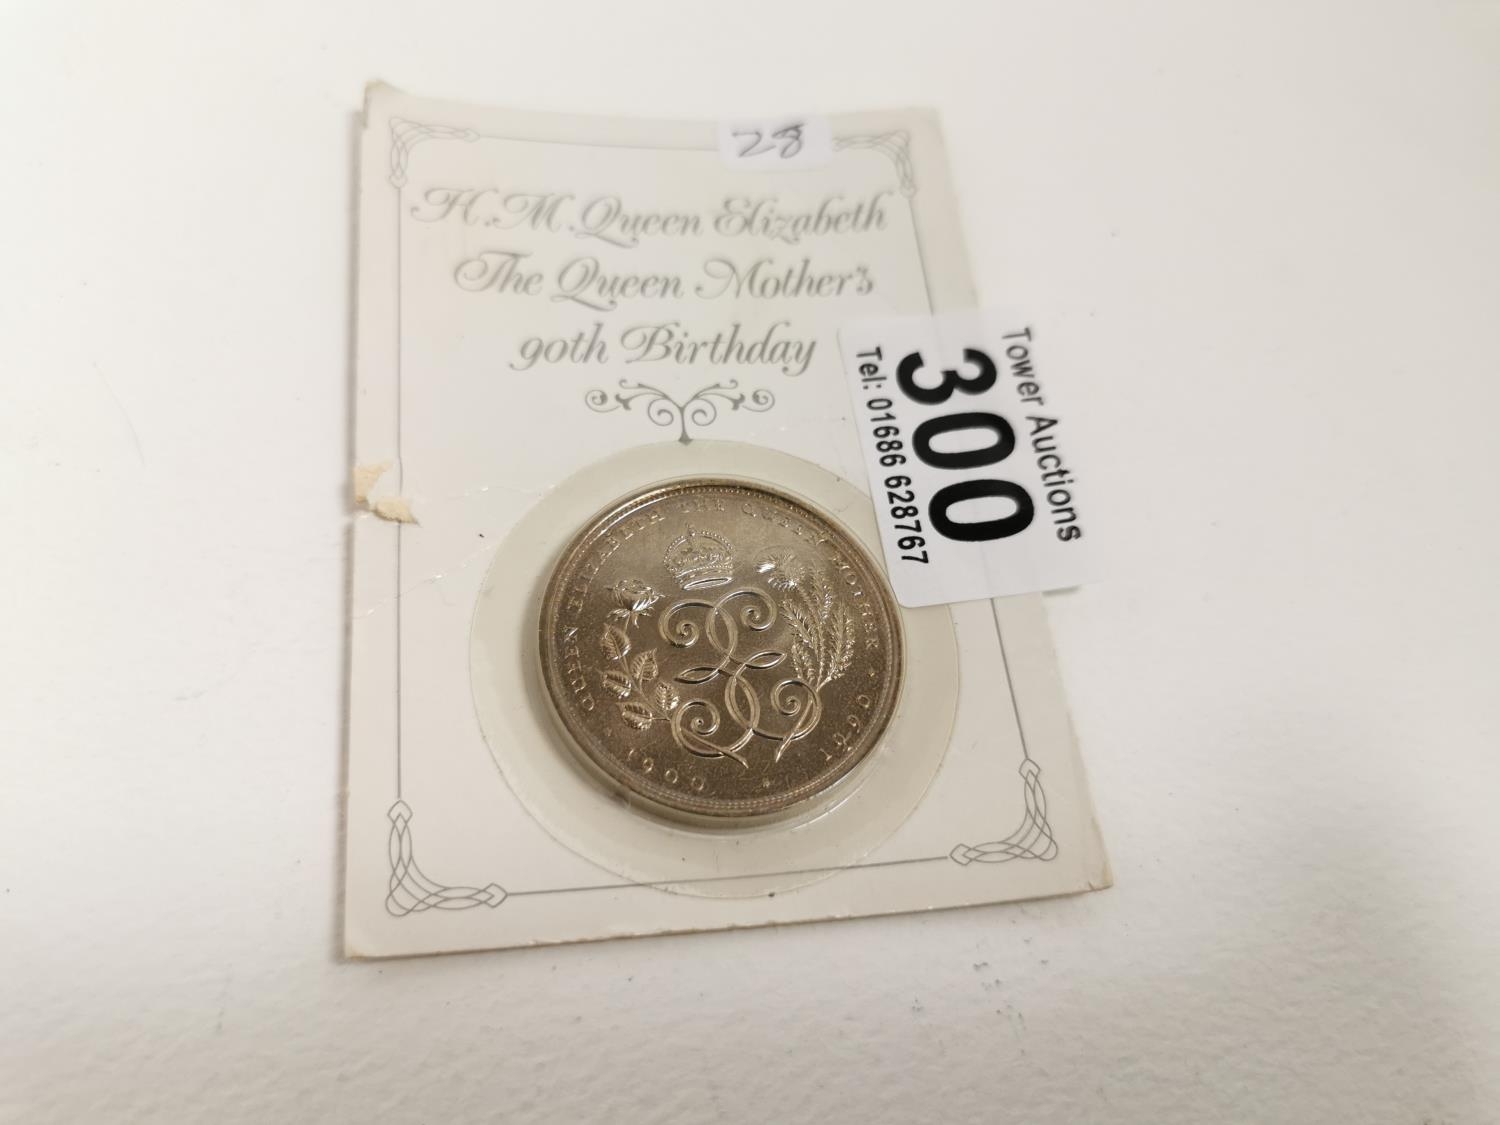 28
H.M. Queen Elizabeth
The Queen Mother's
90th Birthday
Tower Auctions
300
Tel: 01686 628767
QUEEN ELIZABETH THE QUEEN MOTHER
1900 1990